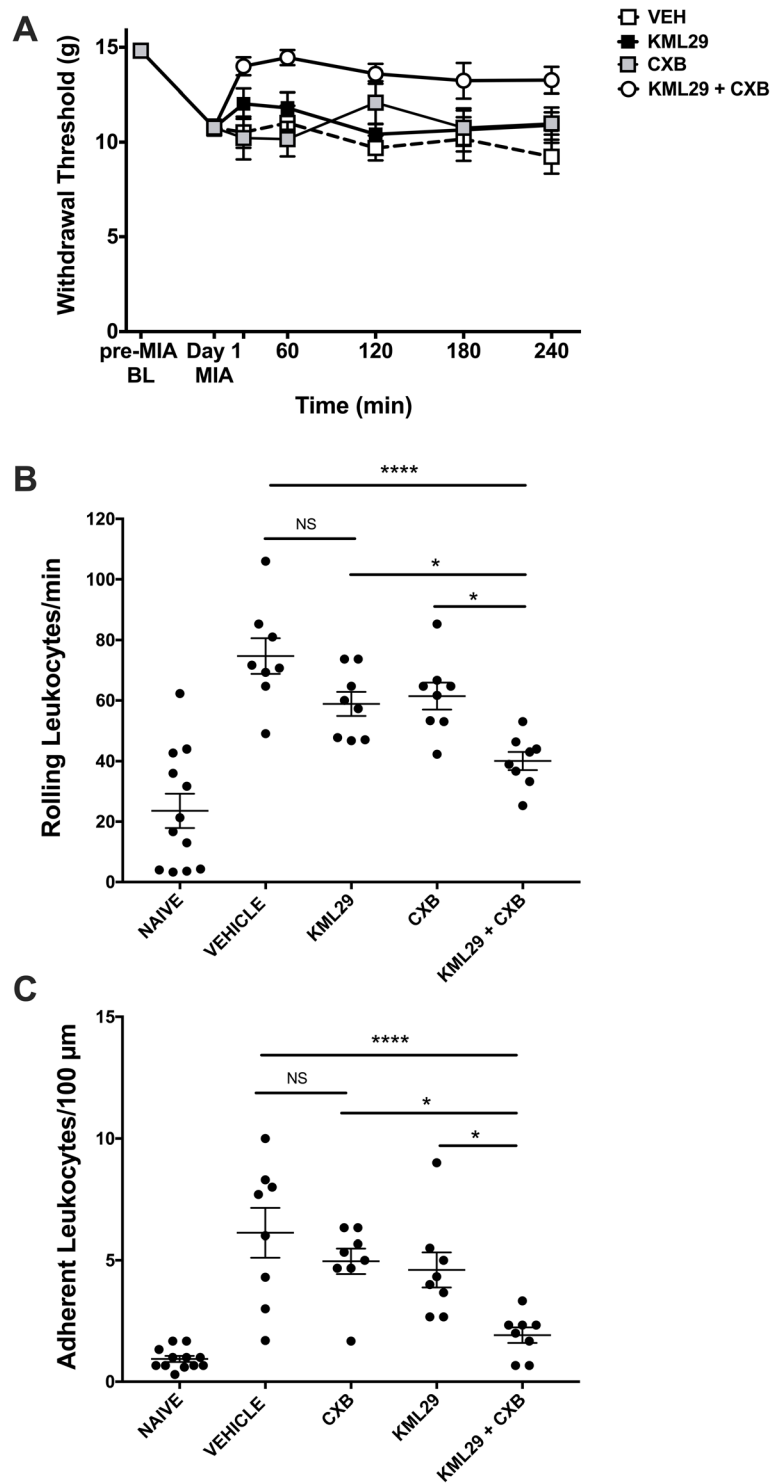 A
VEH
KML29
CXB
KML29 + CXB
Withdrawal Threshold (g)
15
10
5
0
pre-MIA BL
Day 1 MIA
60
120
180
240
Time (min)
B
****
NS
*
*
Rolling Leukocytes/min
120
100
80
60
40
20
0
NAIVE
VEHICLE
KML29
CXB
KML29 + CXB
C
****
NS
*
*
Adherent Leukocytes/100 µm
15
10
5
0
NAIVE
VEHICLE
CXB
KML29
KML29 + CXB